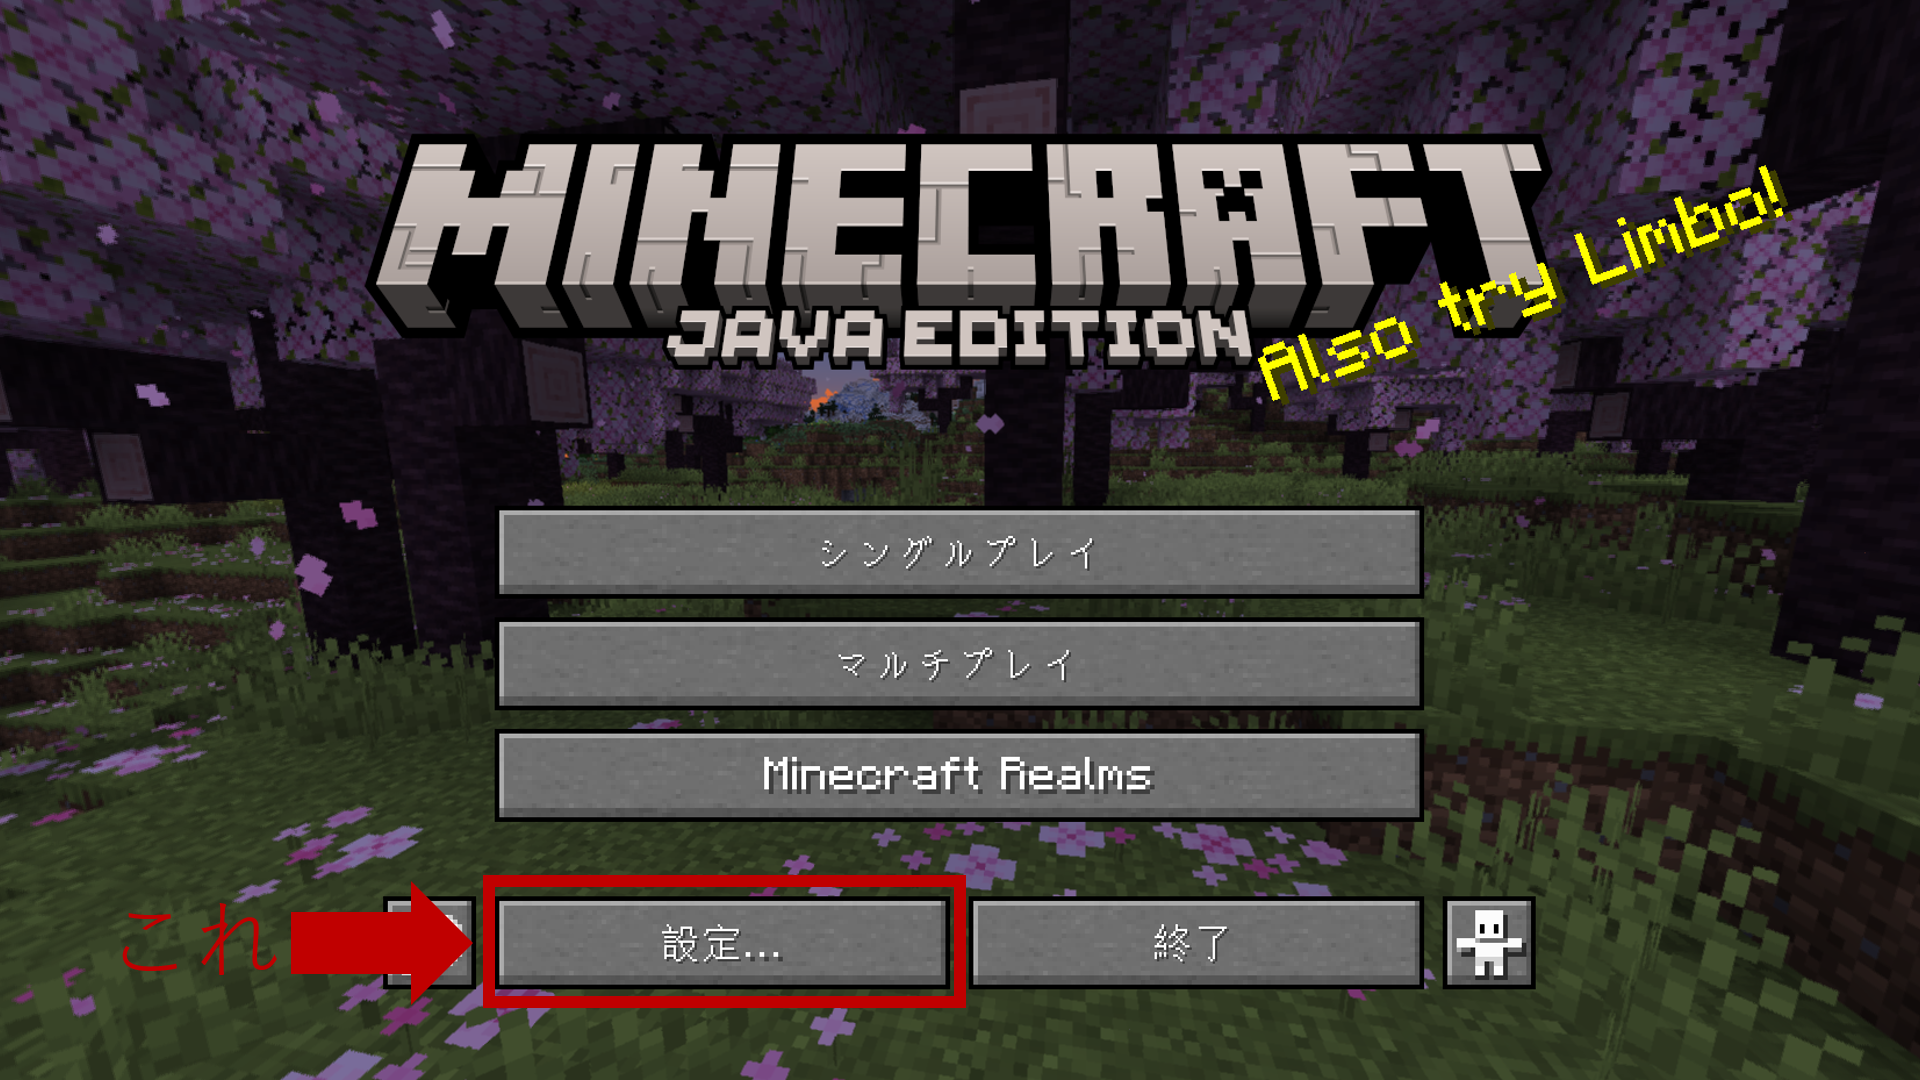 MINECRAFT
JAVA EDITION
Also try Limbo!
シングルプレイ
マルチプレイ
Minecraft Realms
これ
設定...
終了